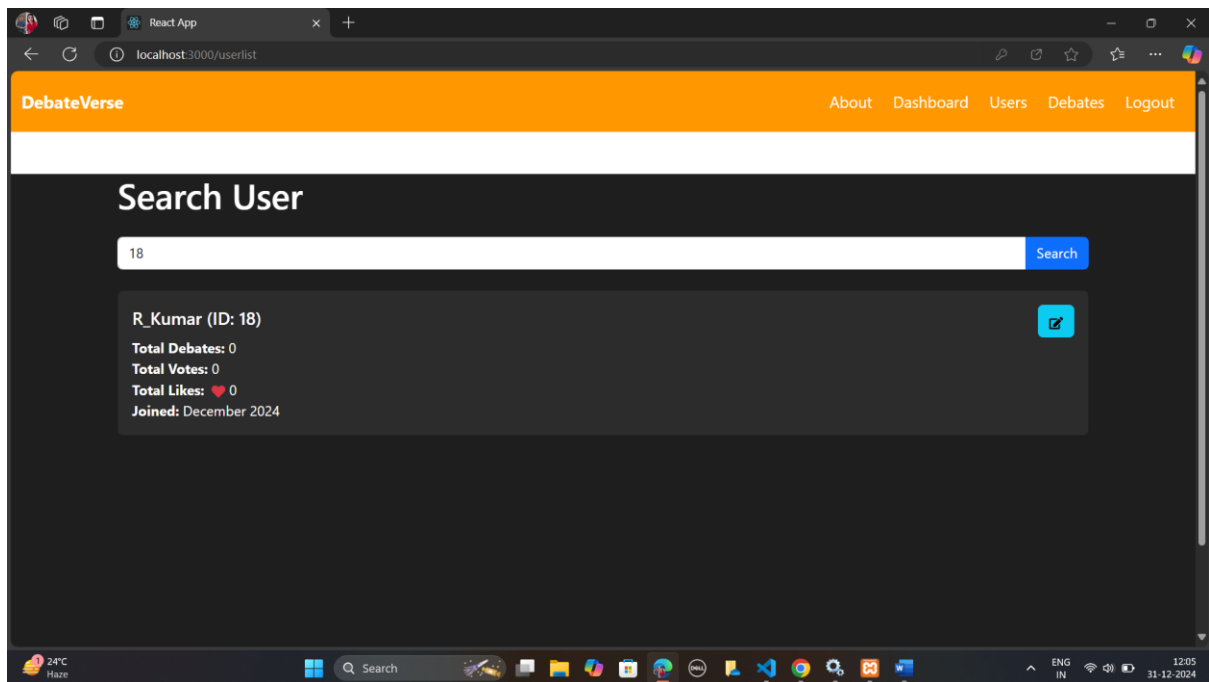 React App
localhost:3000/userlist
DebateVerse
About Dashboard Users Debates Logout
Search User
18
Search
R_Kumar (ID: 18)
Total Debates: 0
Total Votes: 0
Total Likes: 0
Joined: December 2024
1
24°C
Haze
Search
DELL
ENG
IN
12:05
31-12-2024